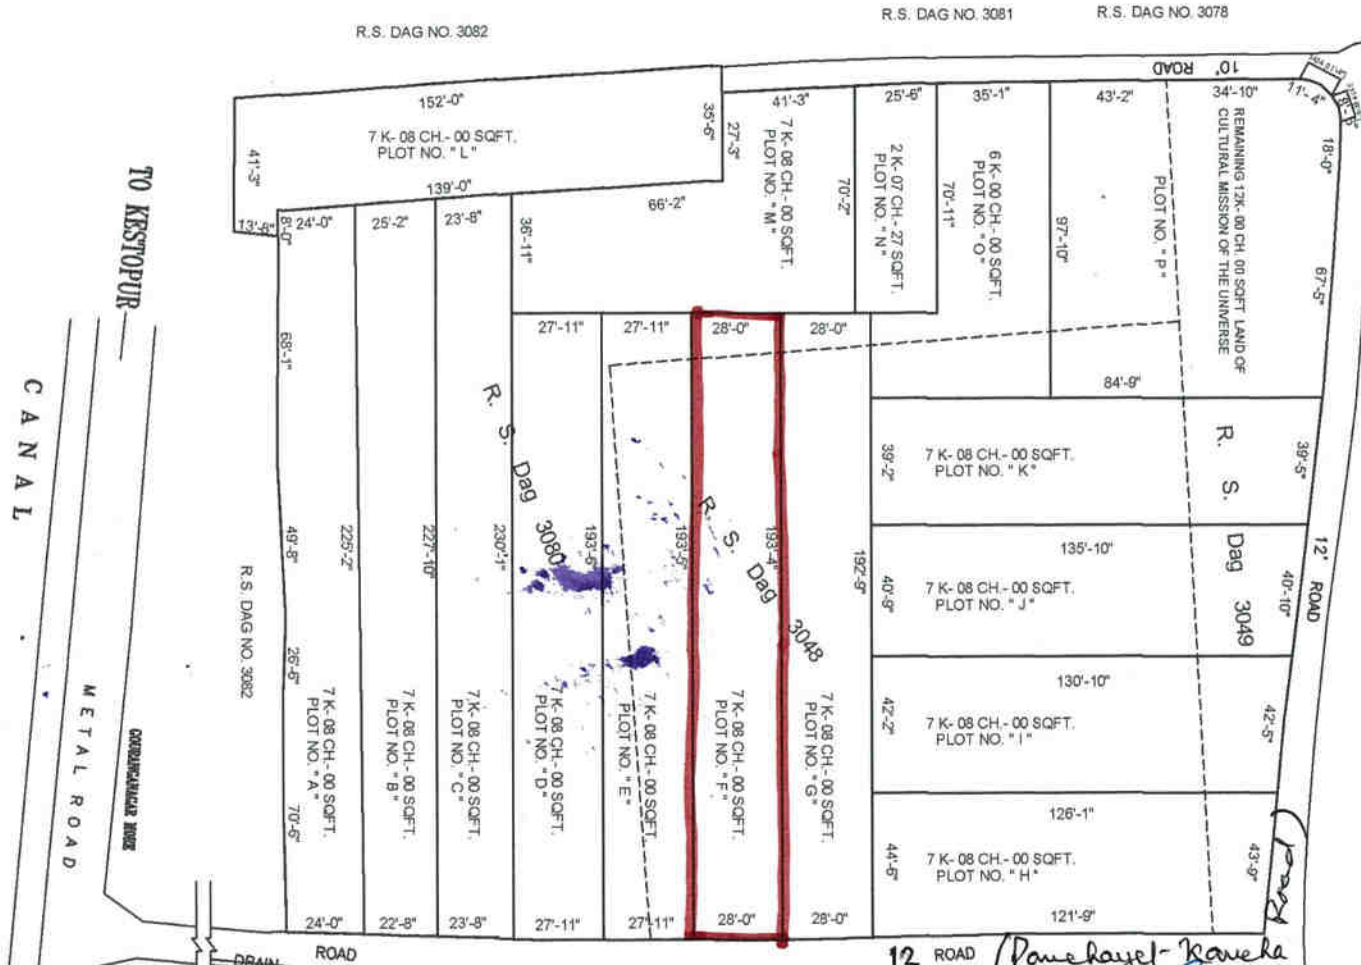 R.S. DAG NO. 3082
R.S. DAG NO. 3081
R.S. DAG NO. 3078
10' ROAD
152'-0"
7 K- 08 CH.- 00 SQFT.
PLOT NO. " L "
139'-0"
41'-3"
13'-6"
35'-6"
27'-3"
41'-3"
7 K- 08 CH.- 00 SQFT.
PLOT NO. " M "
66'-2"
70'-2"
25'-6"
2 K- 07 CH.- 27 SQFT.
PLOT NO. " N "
70'-11"
35'-1"
6 K- 00 CH.- 00 SQFT.
PLOT NO. " O "
97'-10"
43'-2"
PLOT NO. " P "
84'-9"
34'-10"
REMAINING 12K- 00 CH. 00 SQFT LAND OF
CULTURAL MISSION OF THE UNIVERSE
11'-4"
18'-0"
67'-5"
8'-0"
24'-0"
25'-2"
23'-8"
36'-11"
27'-11"
27'-11"
28'-0"
28'-0"
TO KESTOPUR
CANAL
METAL ROAD
R.S. DAG NO. 3082
68'-1"
49'-8"
26'-6"
70'-6"
225'-2"
227'-10"
230'-1"
193'-6"
193'-5"
193'-4"
192'-9"
R. S. Dag 3080
R. S. Dag 3048
R. S. Dag 3049
7 K- 08 CH.- 00 SQFT.
PLOT NO. " A "
7 K- 08 CH.- 00 SQFT.
PLOT NO. " B "
7 K- 08 CH.- 00 SQFT.
PLOT NO. " C "
7 K- 08 CH.- 00 SQFT.
PLOT NO. " D "
7 K- 08 CH.- 00 SQFT.
PLOT NO. " E "
7 K- 08 CH.- 00 SQFT.
PLOT NO. " F "
7 K- 08 CH.- 00 SQFT.
PLOT NO. " G "
39'-2"
7 K- 08 CH.- 00 SQFT.
PLOT NO. " K "
39'-5"
135'-10"
40'-9"
7 K- 08 CH.- 00 SQFT.
PLOT NO. " J "
40'-10"
12' ROAD
130'-10"
42'-2"
7 K- 08 CH.- 00 SQFT.
PLOT NO. " I "
42'-5"
126'-1"
44'-6"
7 K- 08 CH.- 00 SQFT.
PLOT NO. " H "
43'-9"
121'-9"
24'-0"
22'-8"
23'-8"
27'-11"
27'-11"
28'-0"
28'-0"
DRAIN
ROAD
12 ROAD (Panchayet- Kancha
Road)